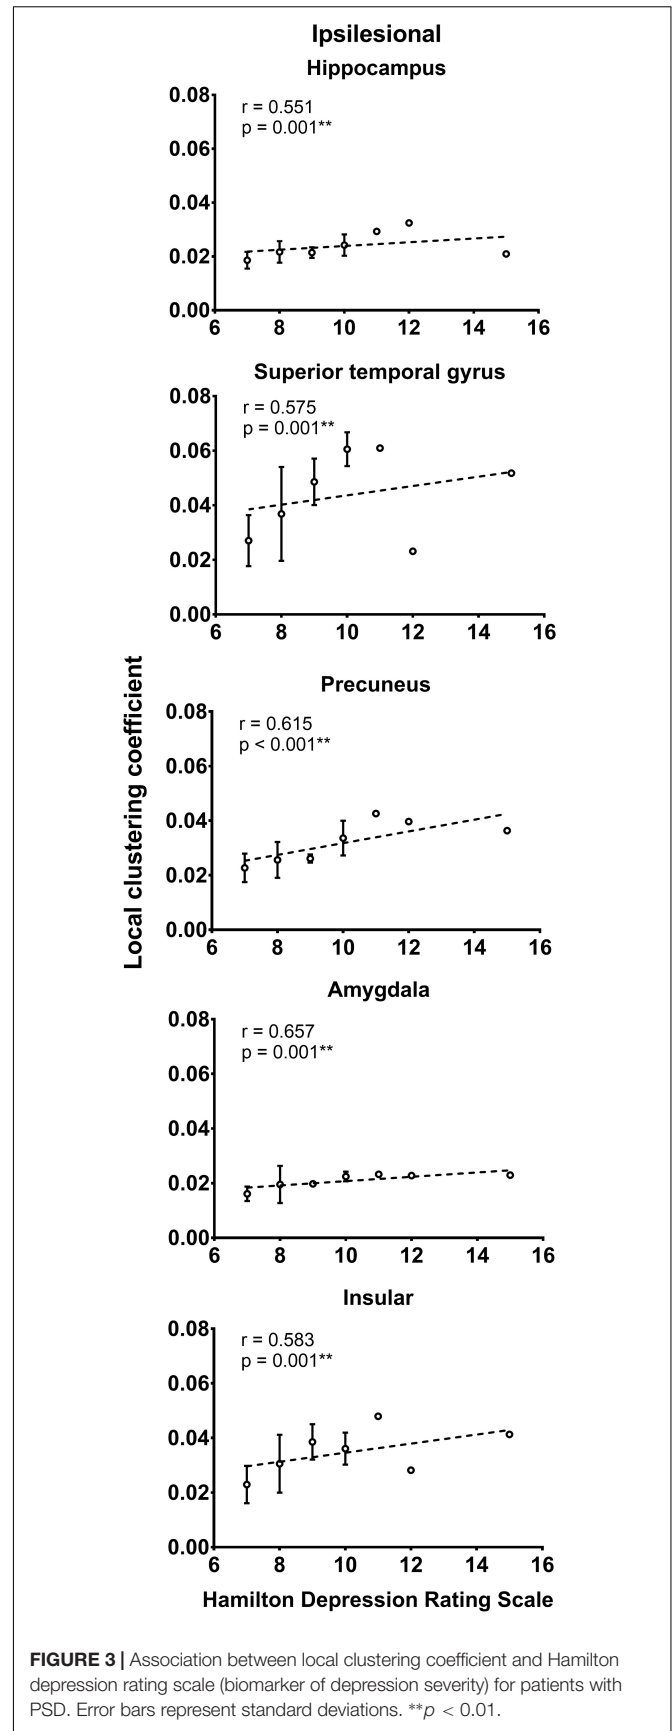 Ipsilesional
Hippocampus
0.08
r = 0.551
p = 0.001**
0.06
0.04
0.02
0.00
6 8 10 12 14 16
Superior temporal gyrus
0.08
r = 0.575
p = 0.001**
0.06
0.04
0.02
0.00
6 8 10 12 14 16
Local clustering coefficient
Precuneus
0.08
r = 0.615
p < 0.001**
0.06
0.04
0.02
0.00
6 8 10 12 14 16
Amygdala
0.08
r = 0.657
p = 0.001**
0.06
0.04
0.02
0.00
6 8 10 12 14 16
Insular
0.08
r = 0.583
p = 0.001**
0.06
0.04
0.02
0.00
6 8 10 12 14 16
Hamilton Depression Rating Scale
FIGURE 3 | Association between local clustering coefficient and Hamilton
depression rating scale (biomarker of depression severity) for patients with
PSD. Error bars represent standard deviations. **p < 0.01.